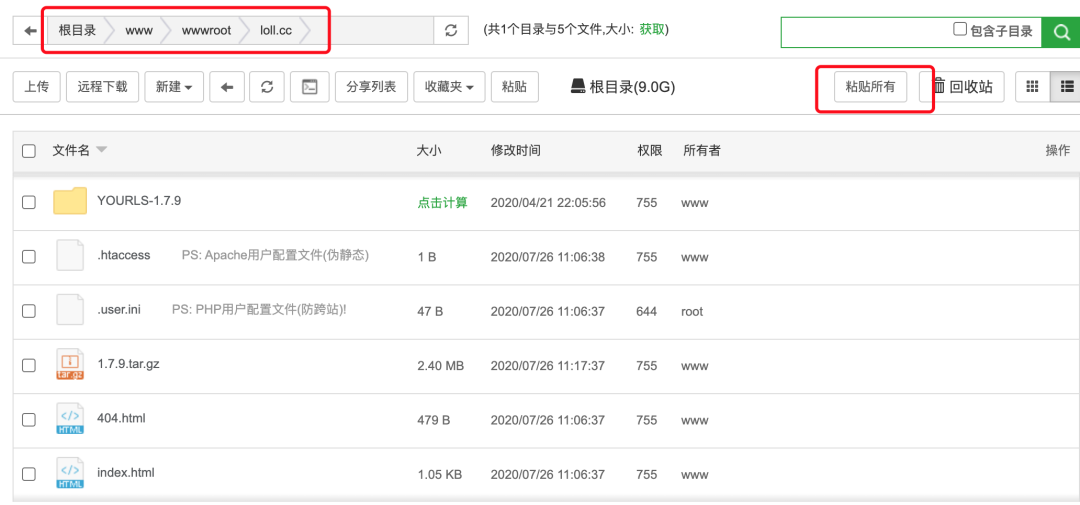 根目录 www wwwroot loll.cc (共1个目录与5个文件,大小: 获取) 包含子目录
上传 远程下载 新建 分享列表 收藏夹 粘贴 根目录(9.0G) 粘贴所有 回收站
文件名 大小 修改时间 权限 所有者 操作
YOURLS-1.7.9 点击计算 2020/04/21 22:05:56 755 www
.htaccess PS: Apache用户配置文件(伪静态) 1 B 2020/07/26 11:06:38 755 www
.user.ini PS: PHP用户配置文件(防跨站)! 47 B 2020/07/26 11:06:37 644 root
1.7.9.tar.gz tar.gz 2.40 MB 2020/07/26 11:17:37 755 www
404.html HTML 479 B 2020/07/26 11:06:37 755 www
index.html HTML 1.05 KB 2020/07/26 11:06:37 755 www